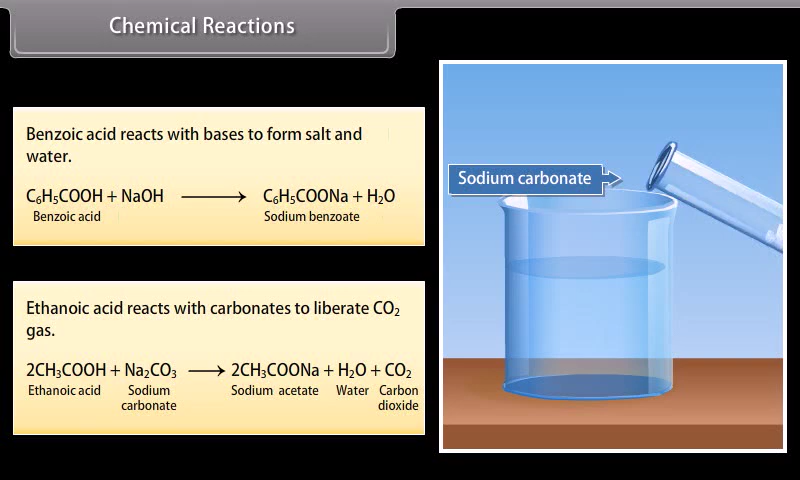 Chemical Reactions
Benzoic acid reacts with bases to form salt and
water.
C₆H₅COOH + NaOH ⟶ C₆H₅COONa + H₂O
Benzoic acid Sodium benzoate
Ethanoic acid reacts with carbonates to liberate CO₂
gas.
2CH₃COOH + Na₂CO₃ ⟶ 2CH₃COONa + H₂O + CO₂
Ethanoic acid Sodium Sodium acetate Water Carbon
carbonate dioxide
Sodium carbonate